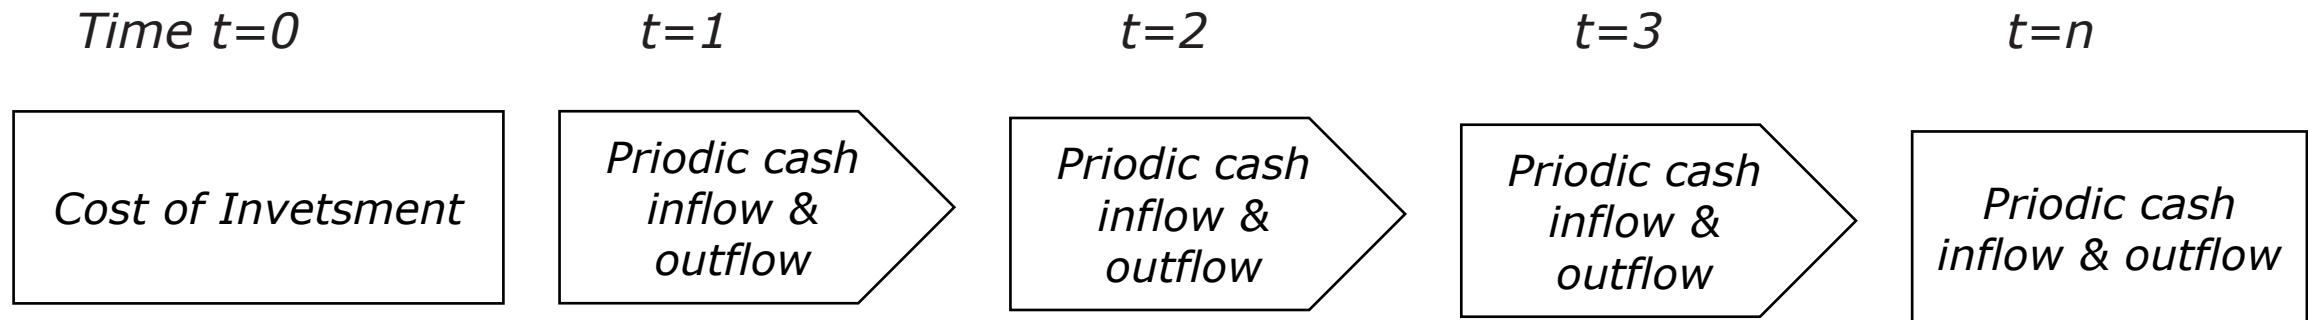 Time t=0
t=1
t=2
t=3
t=n
Cost of Invetsment
Priodic cash
inflow &
outflow
Priodic cash
inflow &
outflow
Priodic cash
inflow &
outflow
Priodic cash
inflow & outflow